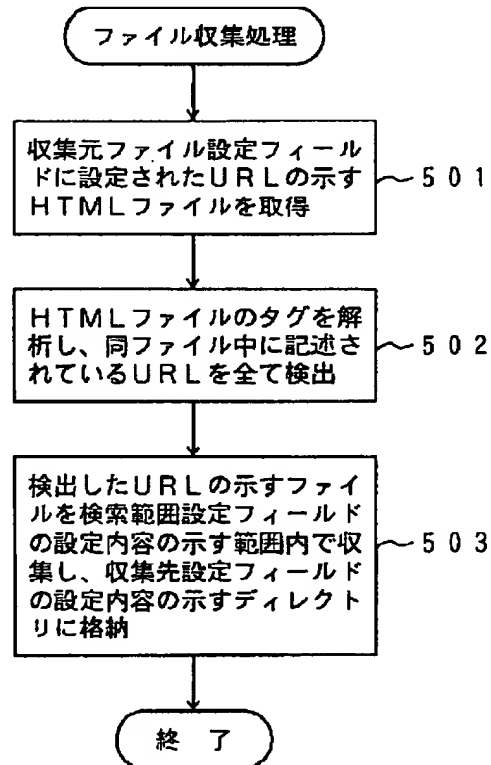 ファイル収集処理
収集元ファイル設定フィール
ドに設定されたURLの示す
HTMLファイルを取得
501
HTMLファイルのタグを解
析し、同ファイル中に記述さ
れているURLを全て検出
502
検出したURLの示すファイ
ルを検索範囲設定フィールド
の設定内容の示す範囲内で収
集し、収集先設定フィールド
の設定内容の示すディレクト
リに格納
503
終 了